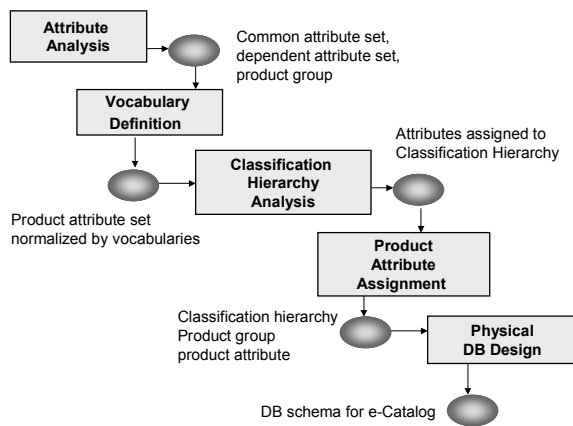 Attribute
Analysis
Common attribute set,
dependent attribute set,
product group
Vocabulary
Definition
Attributes assigned to
Classification Hierarchy
Classification
Hierarchy
Analysis
Product attribute set
normalized by vocabularies
Product
Attribute
Assignment
Classification hierarchy
Product group
product attribute
Physical
DB Design
DB schema for e-Catalog